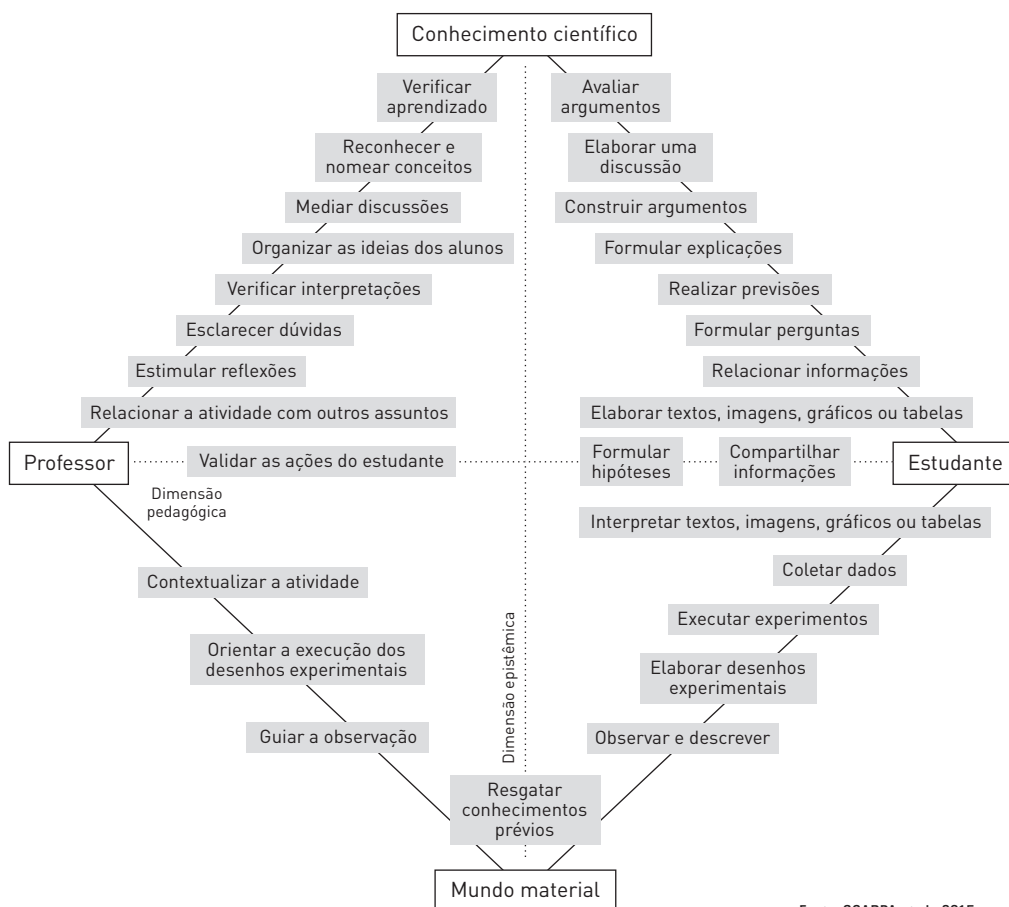 Conhecimento científico
Verificar
aprendizado
Avaliar
argumentos
Reconhecer e
nomear conceitos
Elaborar uma
discussão
Mediar discussões
Construir argumentos
Organizar as ideias dos alunos
Formular explicações
Verificar interpretações
Realizar previsões
Esclarecer dúvidas
Formular perguntas
Estimular reflexões
Relacionar informações
Relacionar a atividade com outros assuntos
Elaborar textos, imagens, gráficos ou tabelas
Professor
Validar as ações do estudante
Formular
hipóteses
Compartilhar
informações
Estudante
Dimensão
pedagógica
Interpretar textos, imagens, gráficos ou tabelas
Contextualizar a atividade
Coletar dados
Executar experimentos
Orientar a execução dos
desenhos experimentais
Dimensão epistêmica
Elaborar desenhos
experimentais
Guiar a observação
Observar e descrever
Resgatar
conhecimentos
prévios
Mundo material